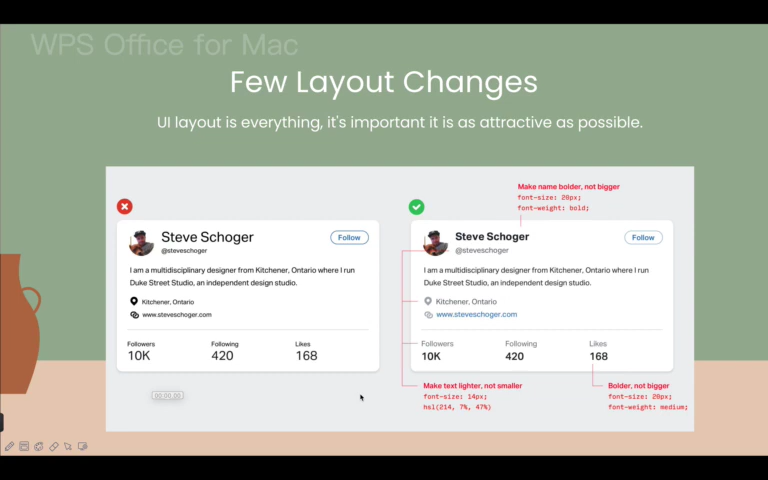 WPS Office for Mac
Few Layout Changes
UI layout is everything, it's important it is as attractive as possible.
Steve Schoger
@steveschoger
Follow
I am a multidisciplinary designer from Kitchener, Ontario where I run
Duke Street Studio, an independent design studio.
Kitchener, Ontario
www.steveschoger.com
Followers Following Likes
10K 420 168
00:00:00
Make name bolder, not bigger
font-size: 20px;
font-weight: bold;
Steve Schoger
@steveschoger
Follow
I am a multidisciplinary designer from Kitchener, Ontario where I run
Duke Street Studio, an independent design studio.
Kitchener, Ontario
www.steveschoger.com
Followers Following Likes
10K 420 168
Make text lighter, not smaller
font-size: 14px;
hsl(214, 7%, 47%)
Bolder, not bigger
font-size: 20px;
font-weight: medium;